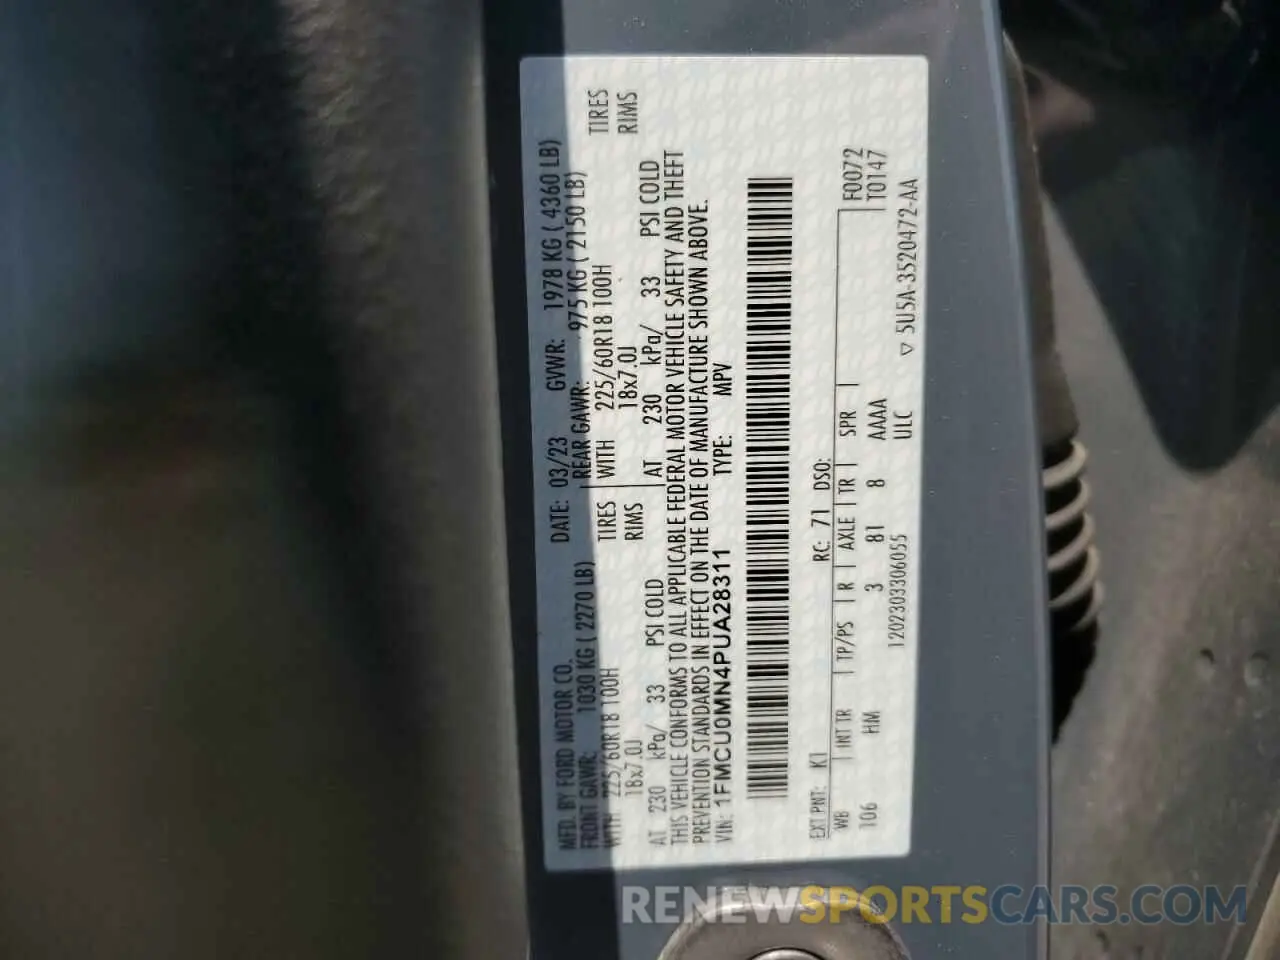 MFD. BY FORD MOTOR CO.
DATE: 03/23 GVWR: 1978 KG ( 4360 LB)
FRONT GAWR: 1030 KG ( 2270 LB) REAR GAWR: 975 KG ( 2150 LB)
WITH 225/60R18 100H TIRES WITH 225/60R18 100H TIRES
18x7.0J RIMS 18x7.0J RIMS
AT 230 kPa/ 33 PSI COLD AT 230 kPa/ 33 PSI COLD
THIS VEHICLE CONFORMS TO ALL APPLICABLE FEDERAL MOTOR VEHICLE SAFETY AND THEFT
PREVENTION STANDARDS IN EFFECT ON THE DATE OF MANUFACTURE SHOWN ABOVE.
VIN: 1FMCU0MN4PUA28311 TYPE: MPV
EXT PNT: K1 RC: 71 DSO:
WB INT TR TP/PS R AXLE TR SPR F0072
106 HM 3 81 8 AAAA T0147
1202303306055 ULC ▽ 5U5A-3520472-AA
RENEWSPORTSCARS.COM